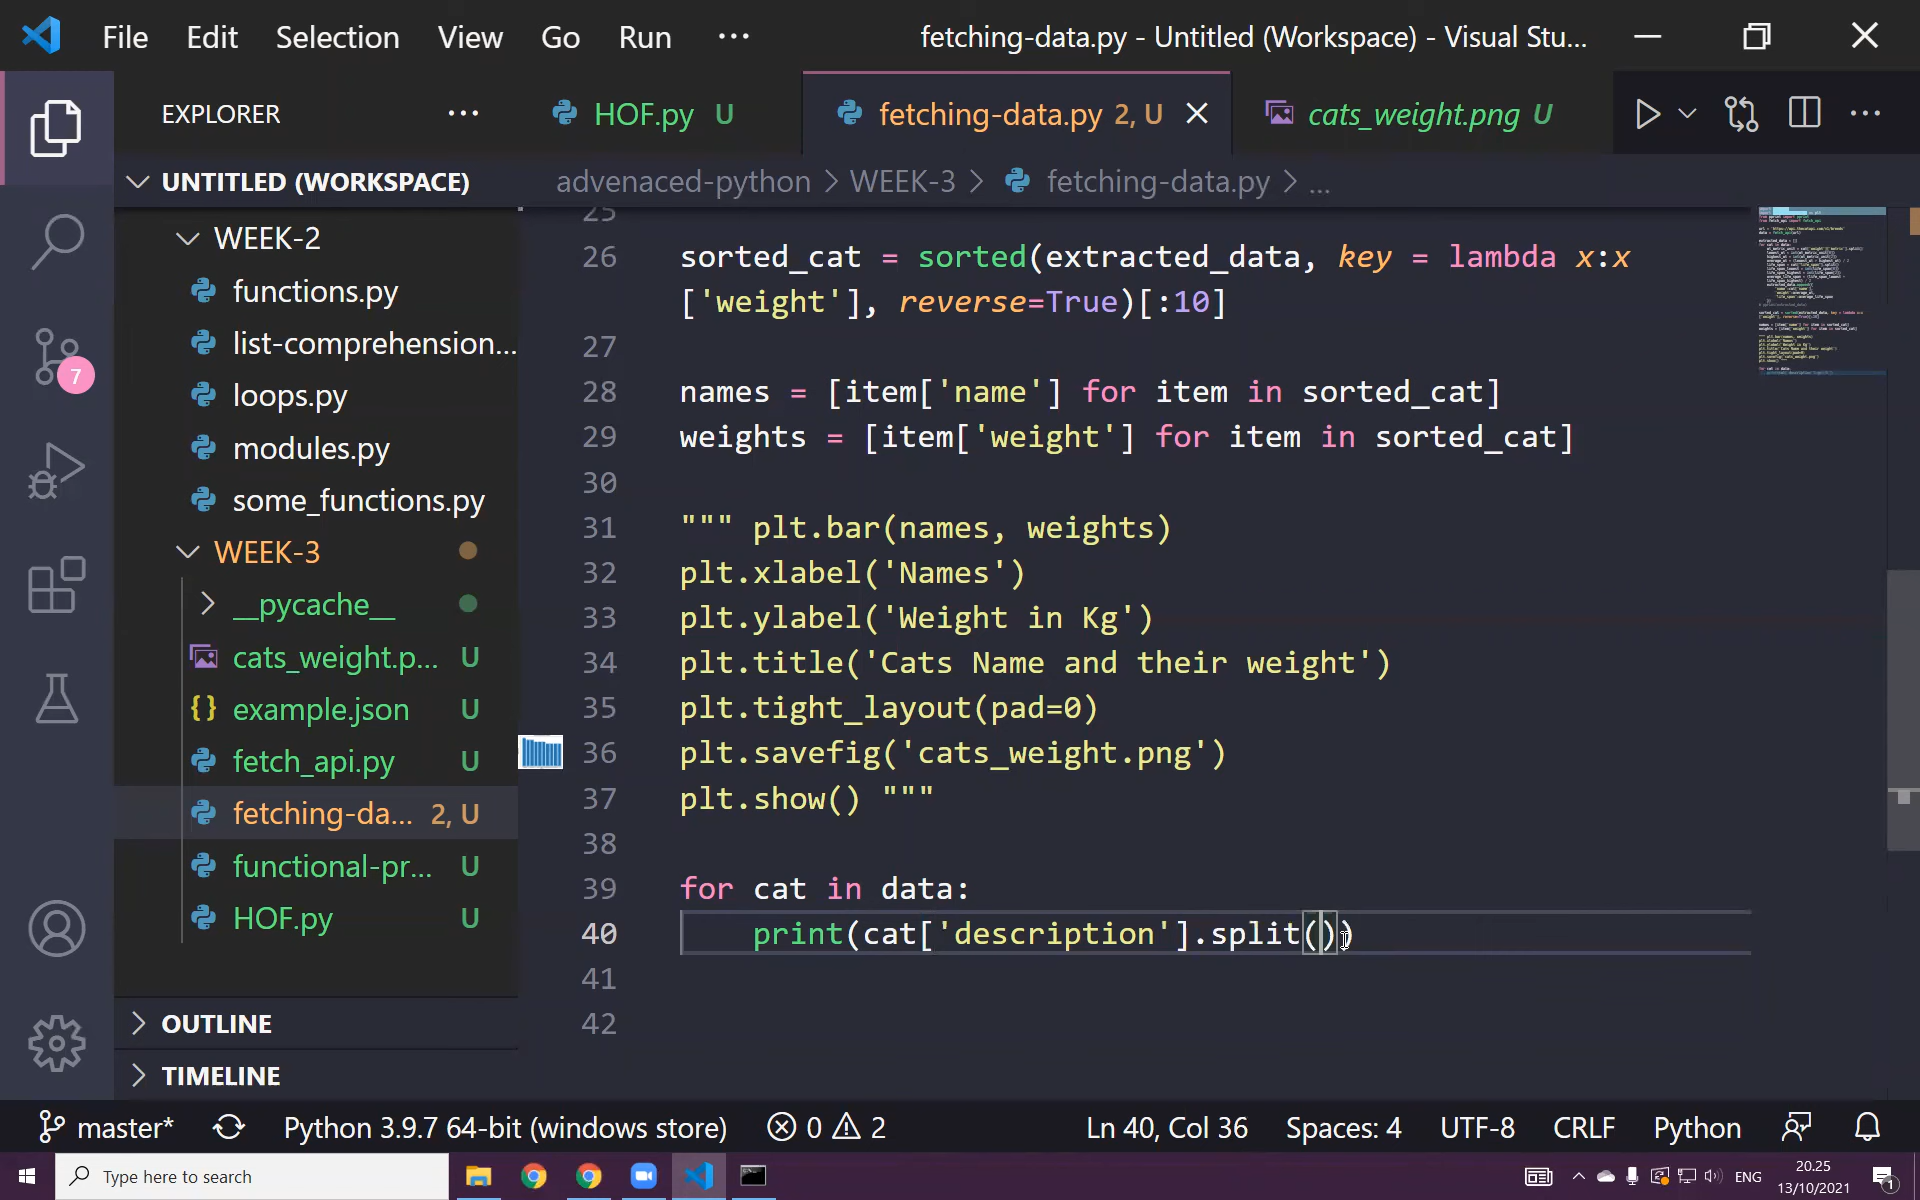 File Edit Selection View Go Run ··· fetching-data.py - Untitled (Workspace) - Visual Stu...
EXPLORER ···
HOF.py U
fetching-data.py 2, U
cats_weight.png U
UNTITLED (WORKSPACE)
advenaced-python > WEEK-3 > fetching-data.py > ...
WEEK-2
functions.py
list-comprehension...
loops.py
modules.py
some_functions.py
WEEK-3
__pycache__
cats_weight.p... U
example.json U
fetch_api.py U
fetching-da... 2, U
functional-pr... U
HOF.py U
OUTLINE
TIMELINE
7
25
26 sorted_cat = sorted(extracted_data, key = lambda x:x
['weight'], reverse=True)[:10]
27
28 names = [item['name'] for item in sorted_cat]
29 weights = [item['weight'] for item in sorted_cat]
30
31 """ plt.bar(names, weights)
32 plt.xlabel('Names')
33 plt.ylabel('Weight in Kg')
34 plt.title('Cats Name and their weight')
35 plt.tight_layout(pad=0)
36 plt.savefig('cats_weight.png')
37 plt.show() """
38
39 for cat in data:
40 print(cat['description'].split())
41
42
master* Python 3.9.7 64-bit (windows store) 0 2 Ln 40, Col 36 Spaces: 4 UTF-8 CRLF Python
Type here to search
ENG
20.25
13/10/2021
1